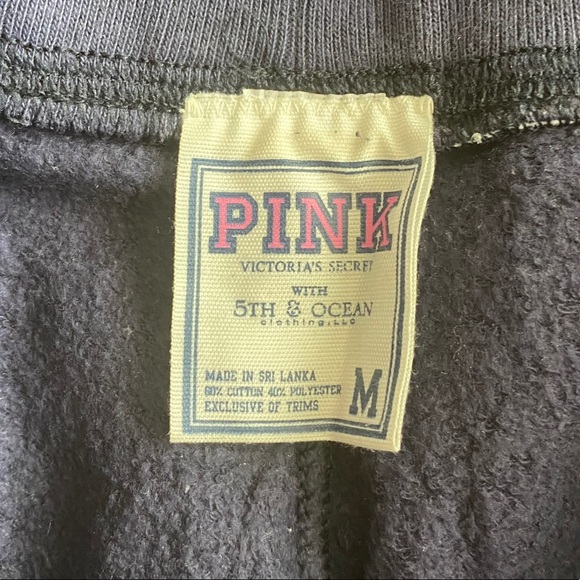 PINK
VICTORIA'S SECRET
WITH
5TH & OCEAN
clothing, LLC
MADE IN SRI LANKA
60% COTTON 40% POLYESTER
EXCLUSIVE OF TRIMS
M